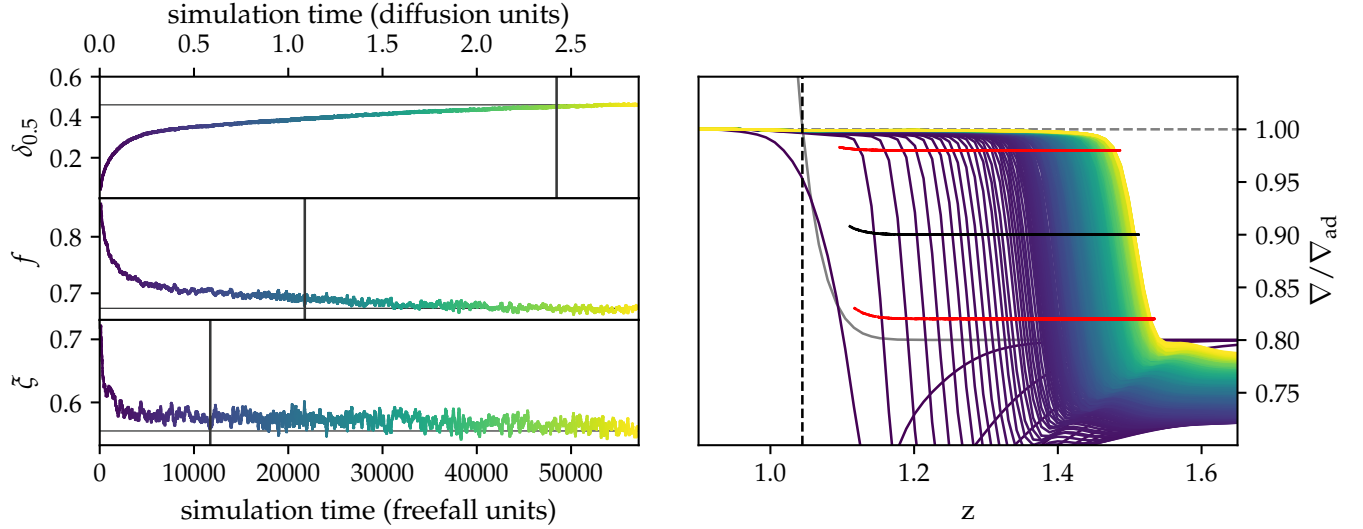 simulation time (diffusion units)
0.0 0.5 1.0 1.5 2.0 2.5
0.6
0.4
0.2
δ0.5
0.8
0.7
f
0.7
0.6
ξ
0 10000 20000 30000 40000 50000
simulation time (freefall units)
1.00
0.95
0.90
0.85
0.80
0.75
∇/∇ad
1.0 1.2 1.4 1.6
z